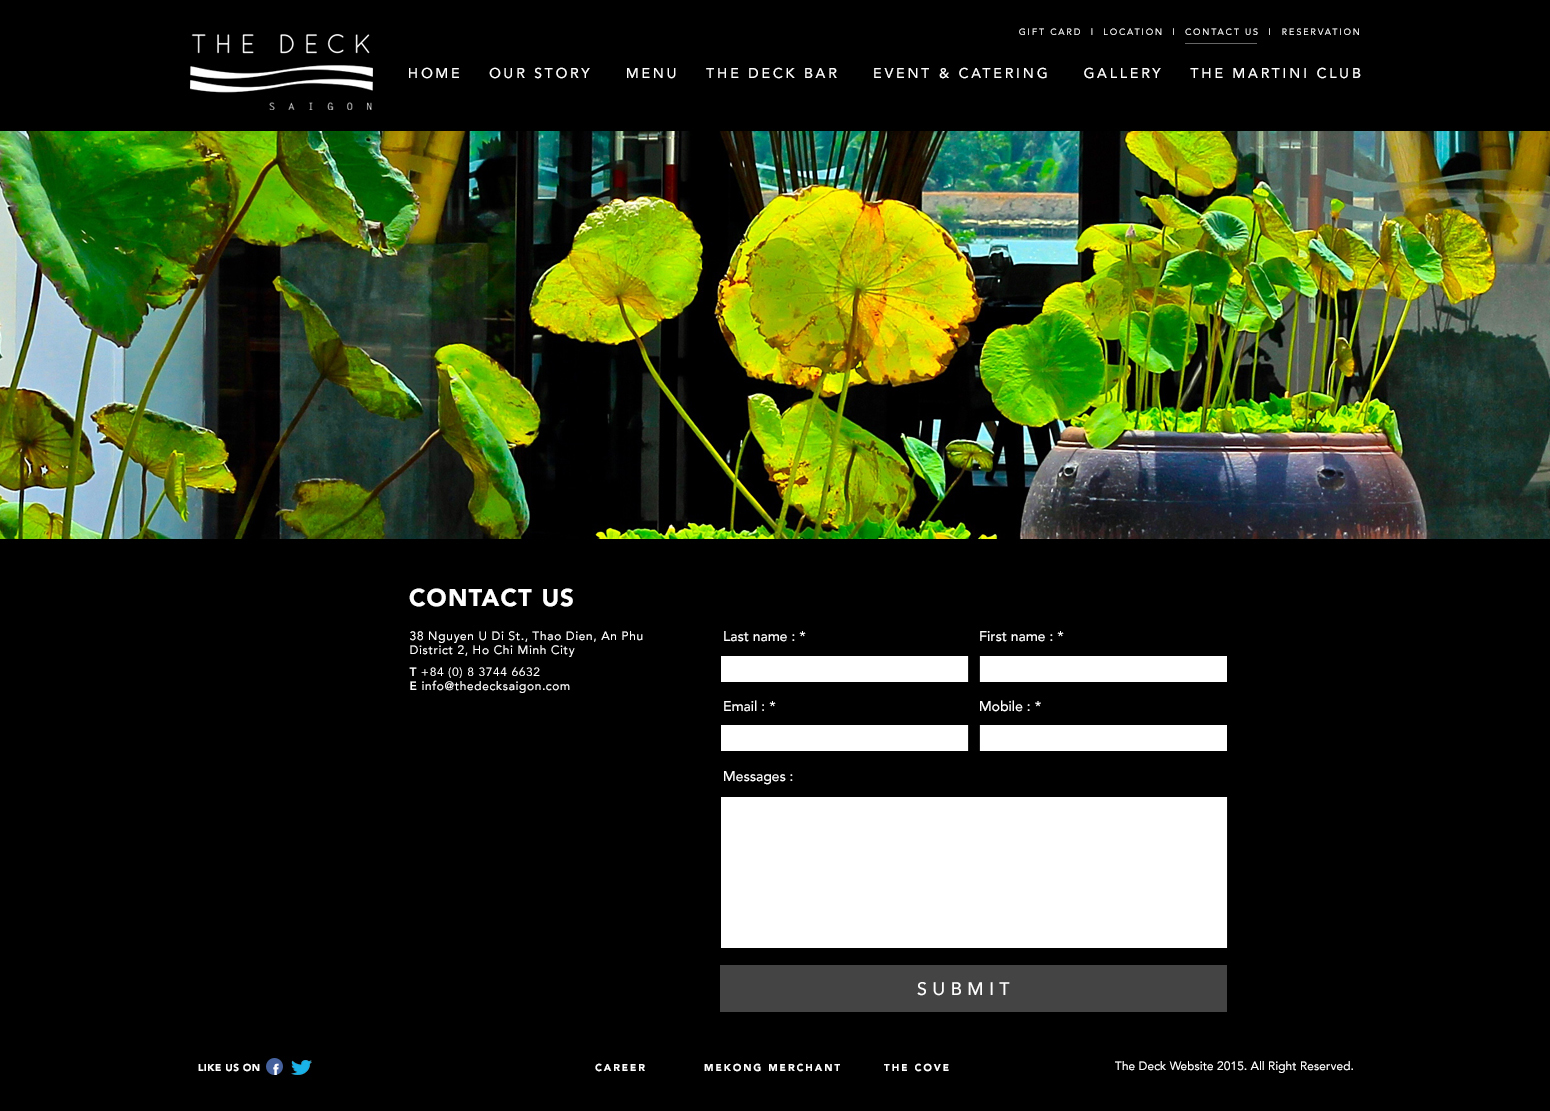 THE DECK
SAIGON
GIFT CARD | LOCATION | CONTACT US | RESERVATION
HOME OUR STORY MENU THE DECK BAR EVENT & CATERING GALLERY THE MARTINI CLUB
CONTACT US
38 Nguyen U Di St., Thao Dien, An Phu
District 2, Ho Chi Minh City
T +84 (0) 8 3744 6632
E info@thedecksaigon.com
Last name : * First name : *
Email : * Mobile : *
Messages :
SUBMIT
LIKE US ON f
CAREER MEKONG MERCHANT THE COVE
The Deck Website 2015. All Right Reserved.